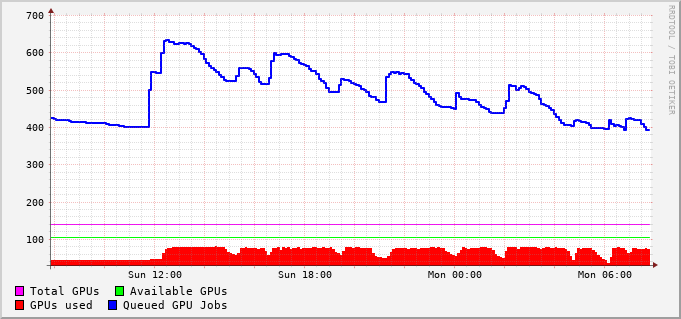 700
600
500
400
300
200
100
Sun 12:00 Sun 18:00 Mon 00:00 Mon 06:00
Total GPUs Available GPUs
GPUs used Queued GPU Jobs
RRDTOOL / TOBI OETIKER